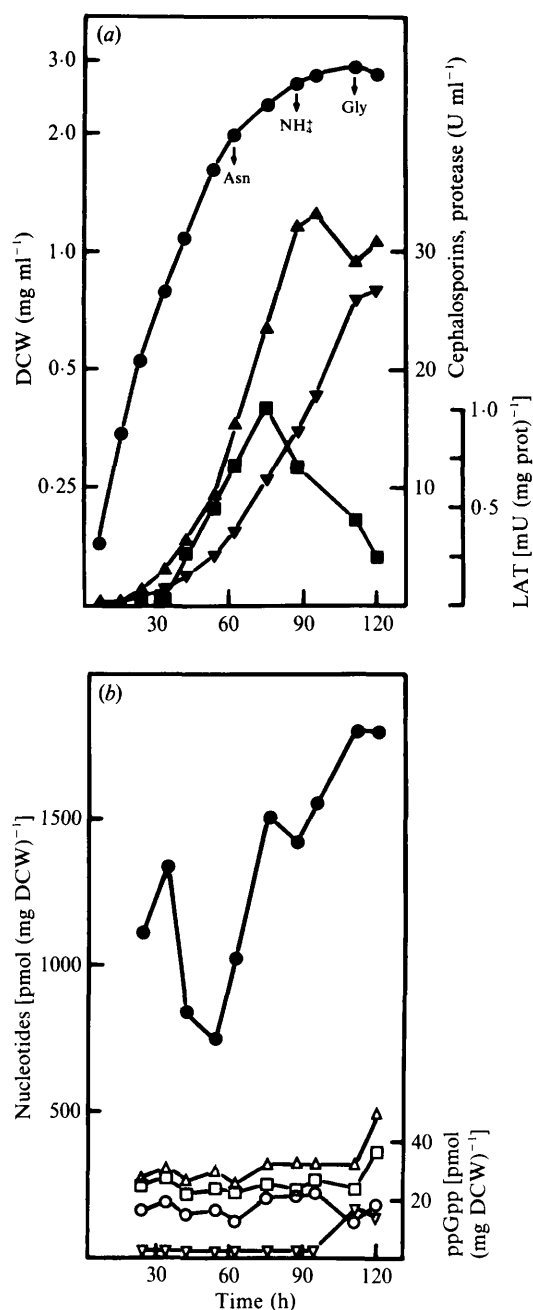 (a)
3·0
2·0
1·0
0·5
0·25
DCW (mg ml⁻¹)
Asn
NH₄⁺
Gly
30
20
10
Cephalosporins, protease (U ml⁻¹)
1·0
0·5
LAT [mU (mg prot)⁻¹]
30
60
90
120
(b)
1500
1000
500
Nucleotides [pmol (mg DCW)⁻¹]
40
20
ppGpp [pmol
(mg DCW)⁻¹]
30
60
90
120
Time (h)